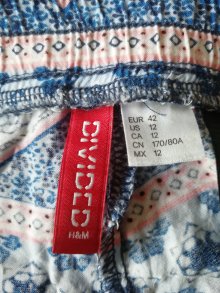 DIVIDED
H&M
EUR 42
US 12
CA 12
CN 170/80A
MX 12